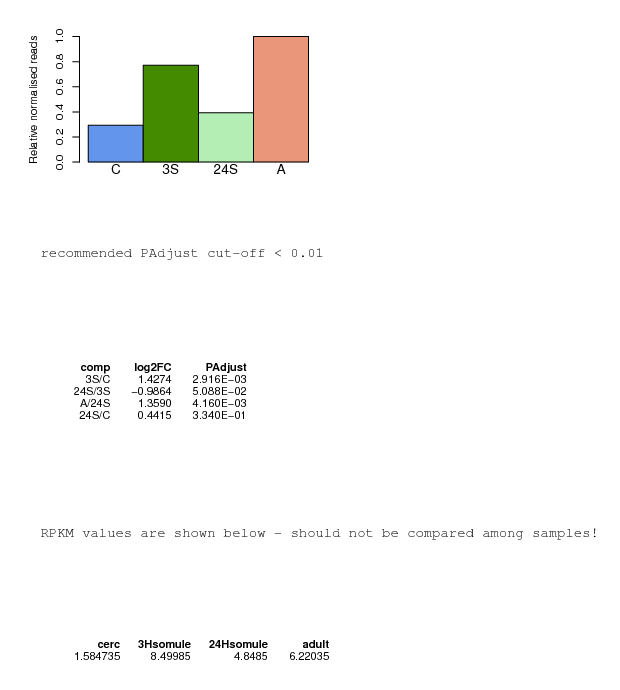 Relative normalised reads
1.0
0.8
0.6
0.4
0.2
0.0
C 3S 24S A
recommended PAdjust cut-off < 0.01
comp log2FC PAdjust
3S/C 1.4274 2.916E-03
24S/3S -0.9864 5.088E-02
A/24S 1.3590 4.160E-03
24S/C 0.4415 3.340E-01
RPKM values are shown below - should not be compared among samples!
cerc 3Hsomule 24Hsomule adult
1.584735 8.49985 4.8485 6.22035